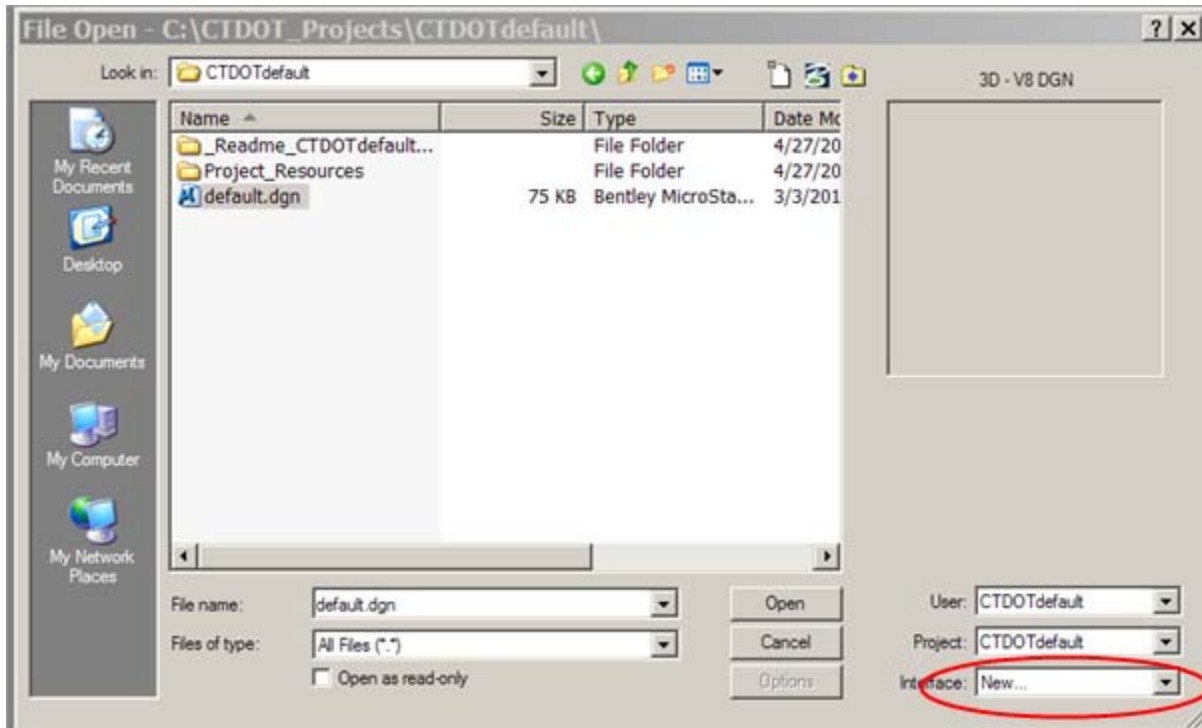 File Open - C:\CTDOT_Projects\CTDOTdefault\
Look in: CTDOTdefault
3D - V8 DGN
My Recent Documents
Desktop
My Documents
My Computer
My Network Places
Name Size Type Date Mo
_Readme_CTDOTdefault... File Folder 4/27/20
Project_Resources File Folder 4/27/20
default.dgn 75 KB Bentley MicroSta... 3/3/201
File name: default.dgn Open
Files of type: All Files (*.*) Cancel
Open as read-only Options
User: CTDOTdefault
Project: CTDOTdefault
Interface: New...